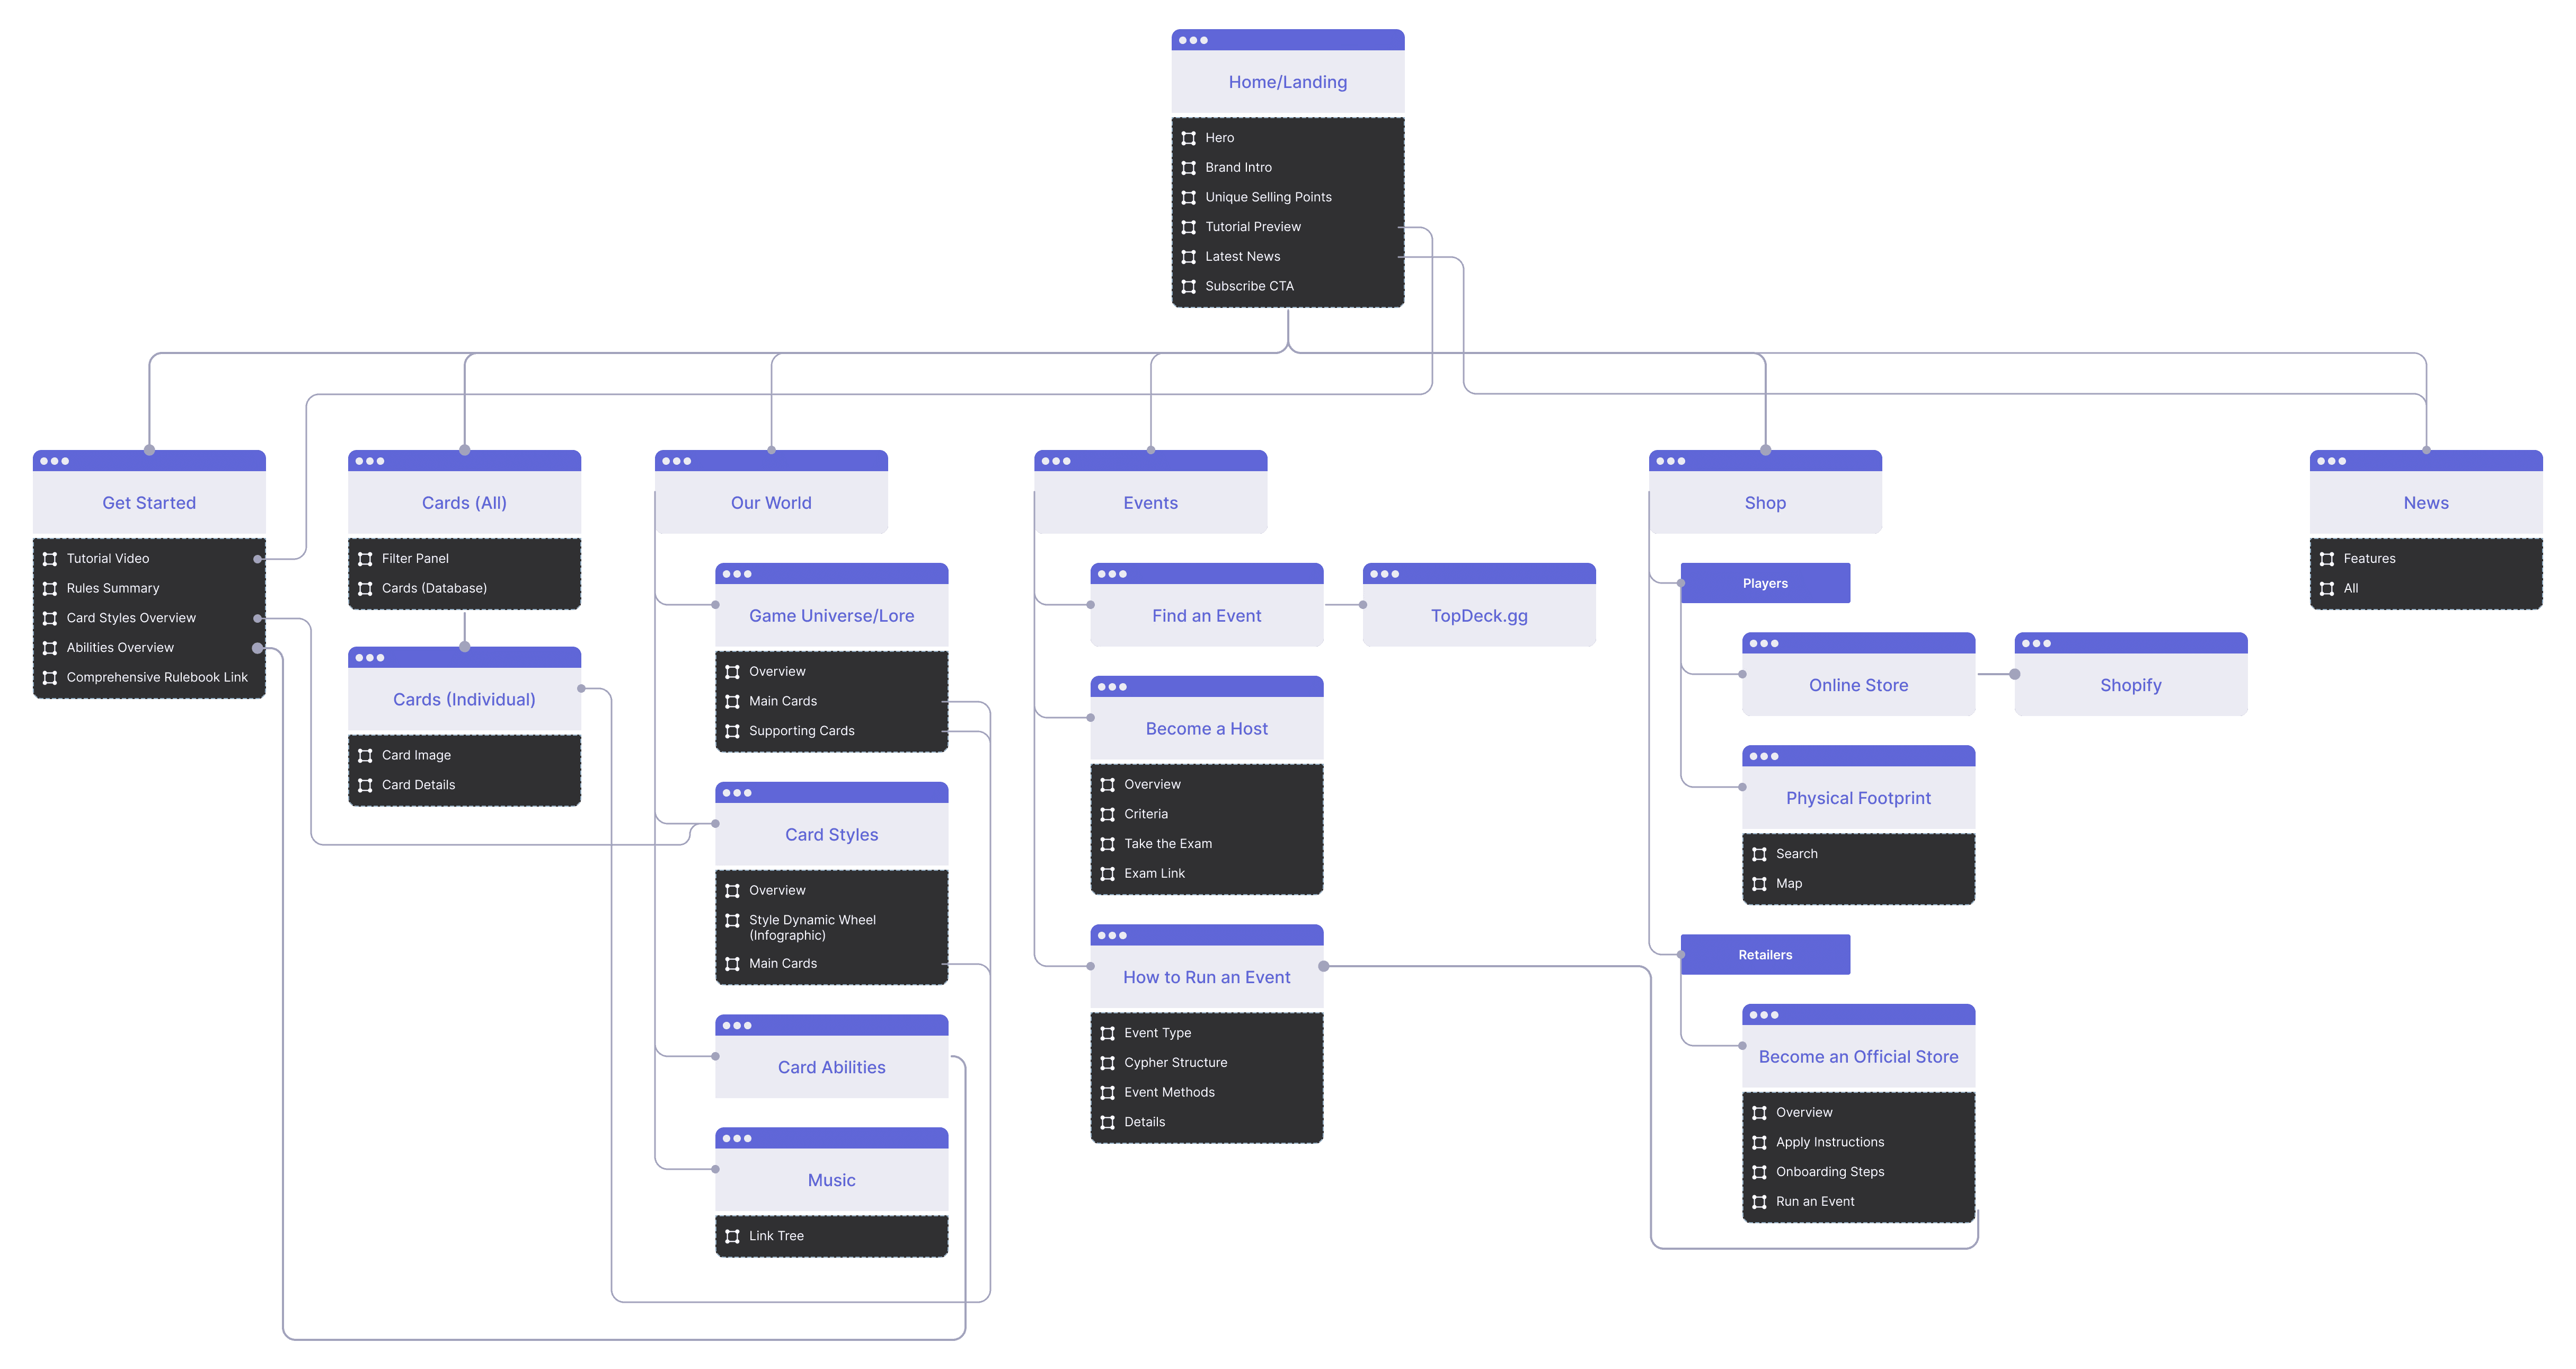 Home/Landing
Hero
Brand Intro
Unique Selling Points
Tutorial Preview
Latest News
Subscribe CTA
Get Started
Tutorial Video
Rules Summary
Card Styles Overview
Abilities Overview
Comprehensive Rulebook Link
Cards (All)
Filter Panel
Cards (Database)
Cards (Individual)
Card Image
Card Details
Our World
Game Universe/Lore
Overview
Main Cards
Supporting Cards
Card Styles
Overview
Style Dynamic Wheel
(Infographic)
Main Cards
Card Abilities
Music
Link Tree
Events
Find an Event
TopDeck.gg
Become a Host
Overview
Criteria
Take the Exam
Exam Link
How to Run an Event
Event Type
Cypher Structure
Event Methods
Details
Shop
Players
Online Store
Shopify
Physical Footprint
Search
Map
Retailers
Become an Official Store
Overview
Apply Instructions
Onboarding Steps
Run an Event
News
Features
All